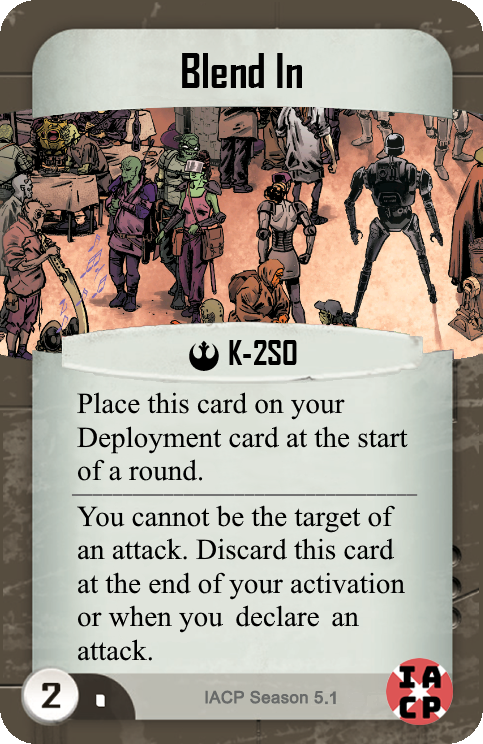 Blend In
K-2SO
Place this card on your
Deployment card at the start
of a round.
You cannot be the target of
an attack. Discard this card
at the end of your activation
or when you declare an
attack.
2
IACP Season 5.1
IA
CP